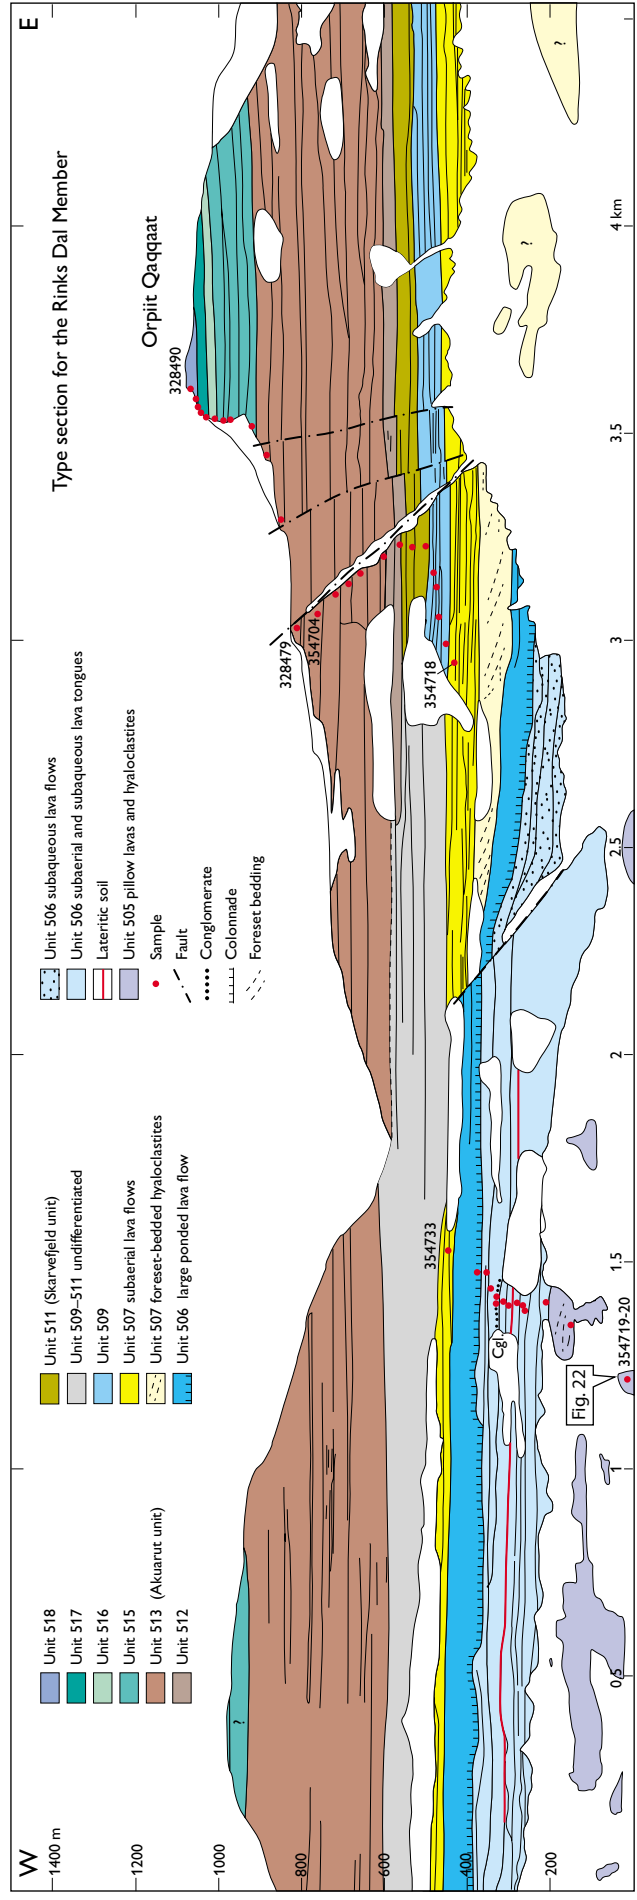 W
E
Type section for the Rinks Dal Member
Unit 518
Unit 517
Unit 516
Unit 515
Unit 513 (Akuarut unit)
Unit 512
Unit 511 (Skarvefjeld unit)
Unit 509–511 undifferentiated
Unit 509
Unit 507 subaerial lava flows
Unit 507 foreset-bedded hyaloclastites
Unit 506 large ponded lava flow
Unit 506 subaqueous lava flows
Unit 506 subaerial and subaqueous lava tongues
Lateritic soil
Unit 505 pillow lavas and hyaloclastites
Sample
Fault
Conglomerate
Colonnade
Foreset bedding
Orpiit Qaqqaat
328490
328479
354704
354718
354733
354719-20
Cgl.
Fig. 22
?
?
?
1400 m
1200
1000
800
600
400
200
0.5
1
1.5
2
2.5
3
3.5
4 km